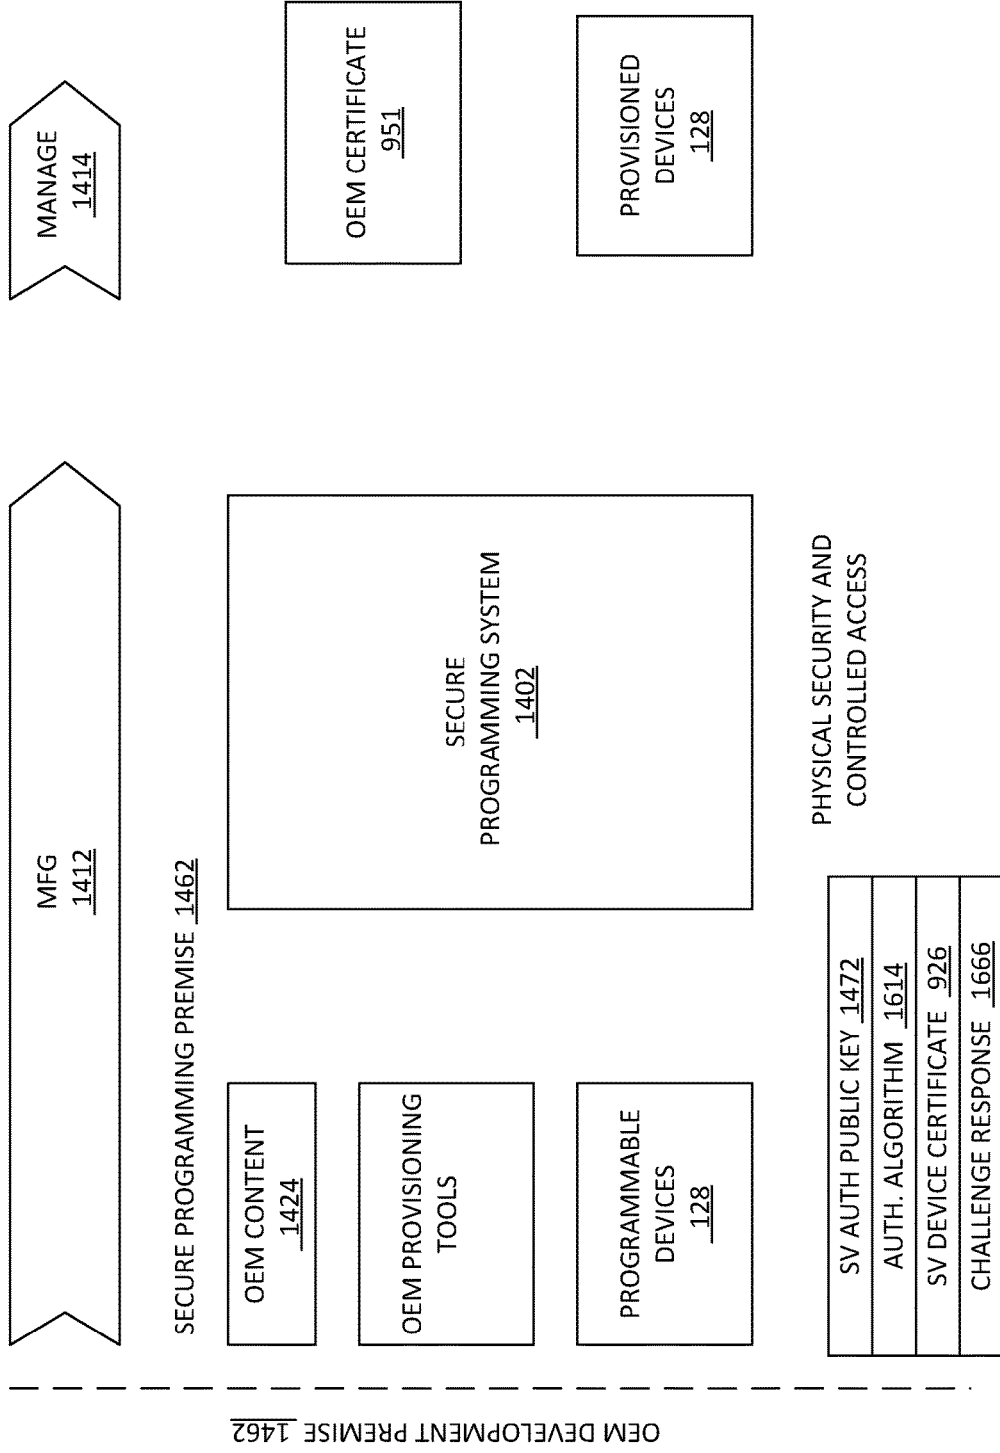 MFG
1412
MANAGE
1414
SECURE PROGRAMMING PREMISE 1462
OEM DEVELOPMENT PREMISE 1462
OEM CONTENT
1424
OEM PROVISIONING
TOOLS
PROGRAMMABLE
DEVICES
128
SECURE
PROGRAMMING SYSTEM
1402
OEM CERTIFICATE
951
PROVISIONED
DEVICES
128
SV AUTH PUBLIC KEY 1472
AUTH. ALGORITHM 1614
SV DEVICE CERTIFICATE 926
CHALLENGE RESPONSE 1666
PHYSICAL SECURITY AND
CONTROLLED ACCESS